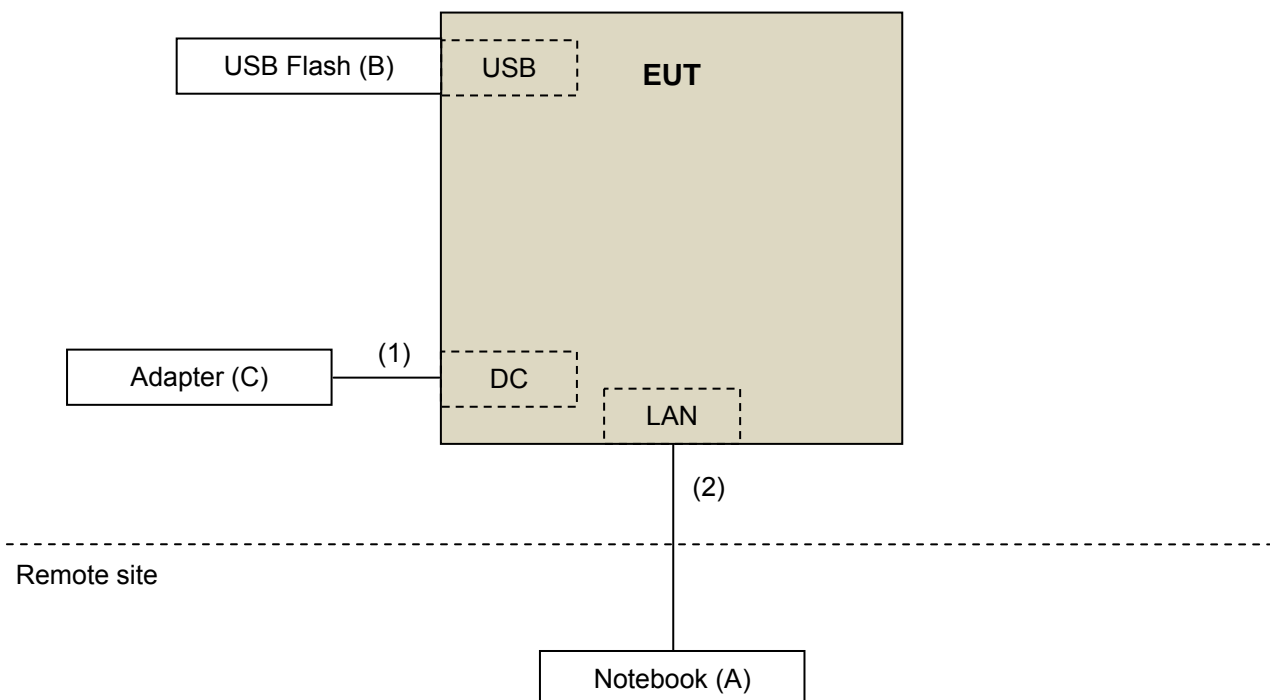 USB Flash (B)
USB
EUT
(1)
Adapter (C)
DC
LAN
(2)
Remote site
Notebook (A)